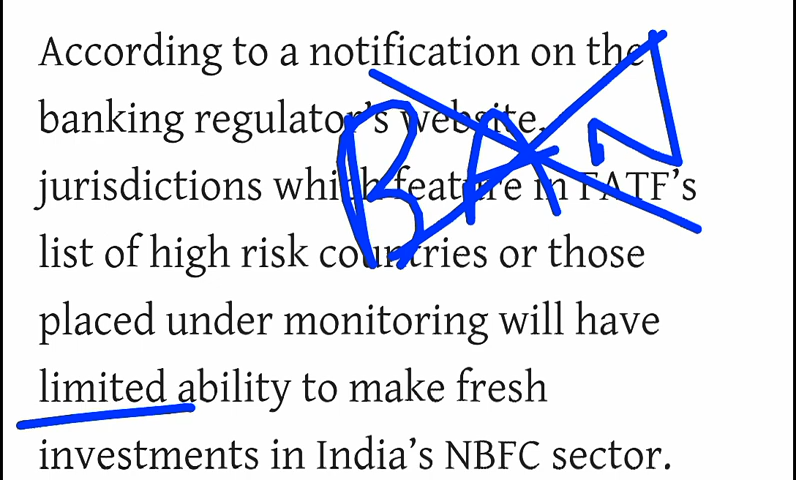 According to a notification on the
banking regulator's website,
jurisdictions which feature in FATF's
list of high risk countries or those
placed under monitoring will have
limited ability to make fresh
investments in India's NBFC sector.
BAN